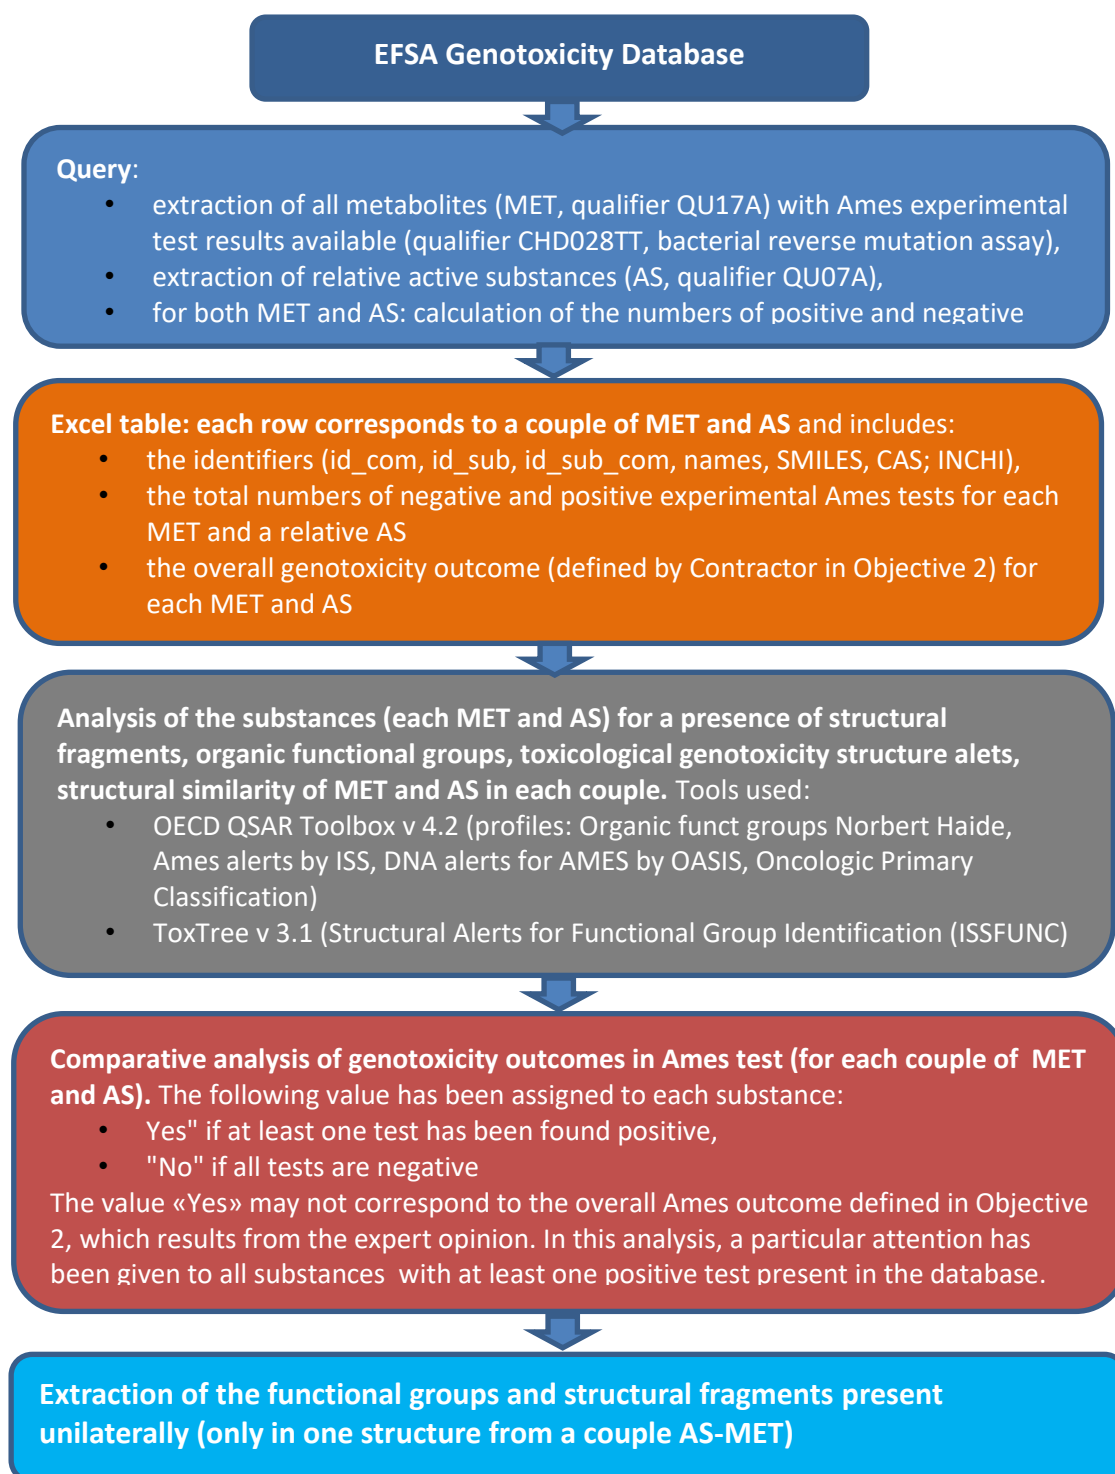 EFSA Genotoxicity Database
Query:
• extraction of all metabolites (MET, qualifier QU17A) with Ames experimental
test results available (qualifier CHD028TT, bacterial reverse mutation assay),
• extraction of relative active substances (AS, qualifier QU07A),
• for both MET and AS: calculation of the numbers of positive and negative
Excel table: each row corresponds to a couple of MET and AS and includes:
• the identifiers (id_com, id_sub, id_sub_com, names, SMILES, CAS; INCHI),
• the total numbers of negative and positive experimental Ames tests for each
MET and a relative AS
• the overall genotoxicity outcome (defined by Contractor in Objective 2) for
each MET and AS
Analysis of the substances (each MET and AS) for a presence of structural
fragments, organic functional groups, toxicological genotoxicity structure alets,
structural similarity of MET and AS in each couple. Tools used:
• OECD QSAR Toolbox v 4.2 (profiles: Organic funct groups Norbert Haide,
Ames alerts by ISS, DNA alerts for AMES by OASIS, Oncologic Primary
Classification)
• ToxTree v 3.1 (Structural Alerts for Functional Group Identification (ISSFUNC)
Comparative analysis of genotoxicity outcomes in Ames test (for each couple of MET
and AS). The following value has been assigned to each substance:
• Yes" if at least one test has been found positive,
• "No" if all tests are negative
The value «Yes» may not correspond to the overall Ames outcome defined in Objective
2, which results from the expert opinion. In this analysis, a particular attention has
been given to all substances with at least one positive test present in the database.
Extraction of the functional groups and structural fragments present
unilaterally (only in one structure from a couple AS-MET)